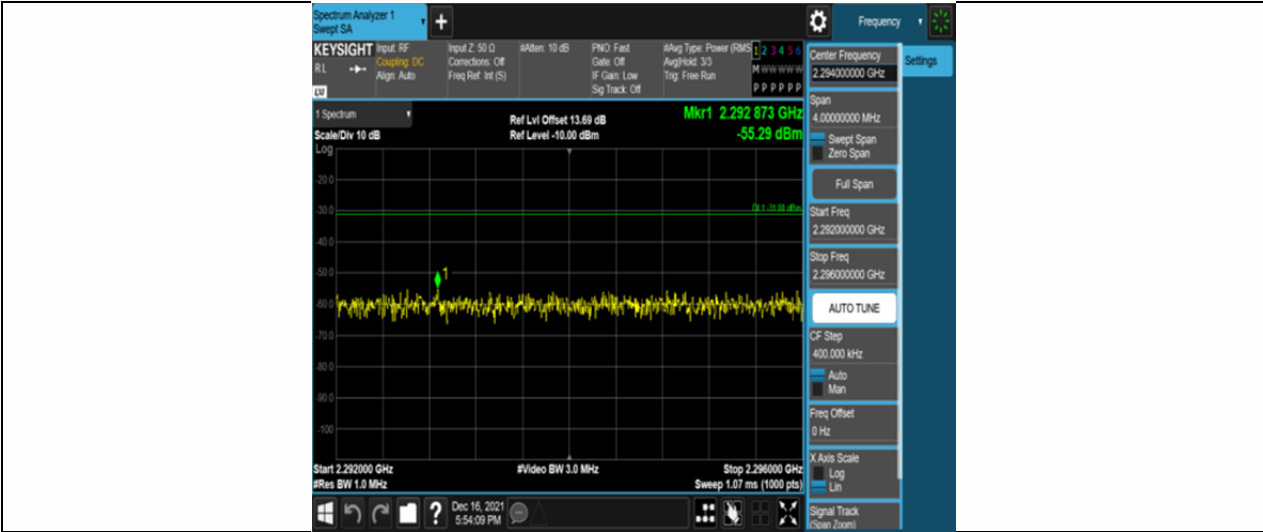 Spectrum Analyzer 1
Swept SA
+
Frequency
KEYSIGHT
RL
LV
Input: RF
Coupling: DC
Align: Auto
Input Z: 50 Ω
Corrections: Off
Freq Ref: Int (S)
#Atten: 10 dB
PNO: Fast
Gate: Off
IF Gain: Low
Sig Track: Off
#Avg Type: Power (RMS
Avg|Hold: 3/3
Trig: Free Run
1 2 3 4 5 6
M W W W W W
P P P P P P
Center Frequency
2.294000000 GHz
Settings
Span
4.00000000 MHz
Swept Span
Zero Span
Full Span
Start Freq
2.292000000 GHz
Stop Freq
2.296000000 GHz
AUTO TUNE
CF Step
400.000 kHz
Auto
Man
Freq Offset
0 Hz
X Axis Scale
Log
Lin
Signal Track
(Span Zoom)
1 Spectrum
Scale/Div 10 dB
Log
Ref Lvl Offset 13.69 dB
Ref Level -10.00 dBm
Mkr1 2.292 873 GHz
-55.29 dBm
-20.0
-30.0
-40.0
-50.0
-60.0
-70.0
-80.0
-90.0
-100
1
Start 2.292000 GHz
#Res BW 1.0 MHz
#Video BW 3.0 MHz
Stop 2.296000 GHz
Sweep 1.07 ms (1000 pts)
?
Dec 16, 2021
5:54:09 PM